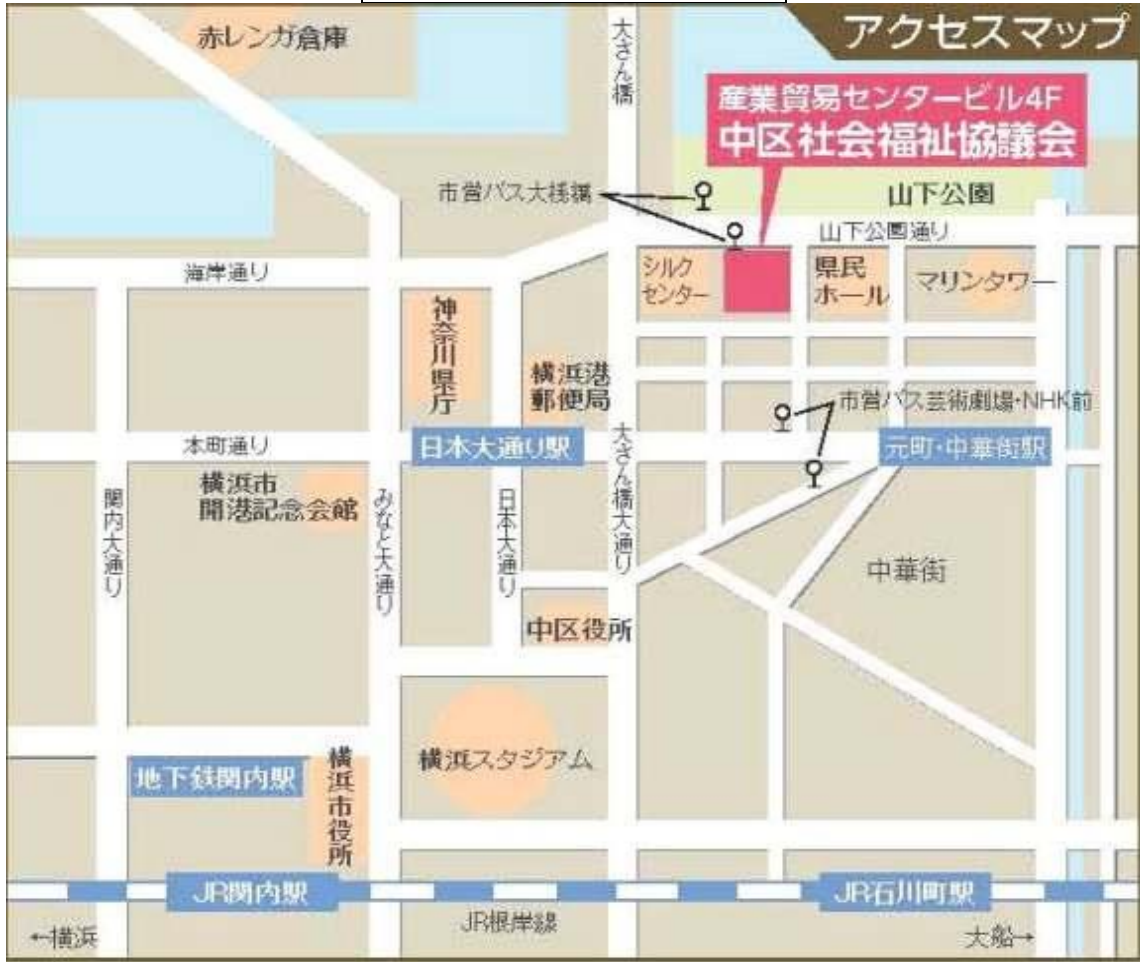 アクセスマップ
赤レンガ倉庫
大さん橋
産業貿易センタービル4F
中区社会福祉協議会
市営バス大桟橋
山下公園
山下公園通り
海岸通り
シルク
センター
県民
ホール
マリンタワー
神奈川県庁
横浜港
郵便局
市営バス芸術劇場・NHK前
本町通り
日本大通り駅
元町・中華街駅
横浜市
開港記念会館
関内大通り
みなと大通り
日本大通り
大さん橋大通り
中華街
中区役所
横浜スタジアム
地下鉄関内駅
横浜市役所
JR関内駅
JR石川町駅
JR根岸線
←横浜
大船→